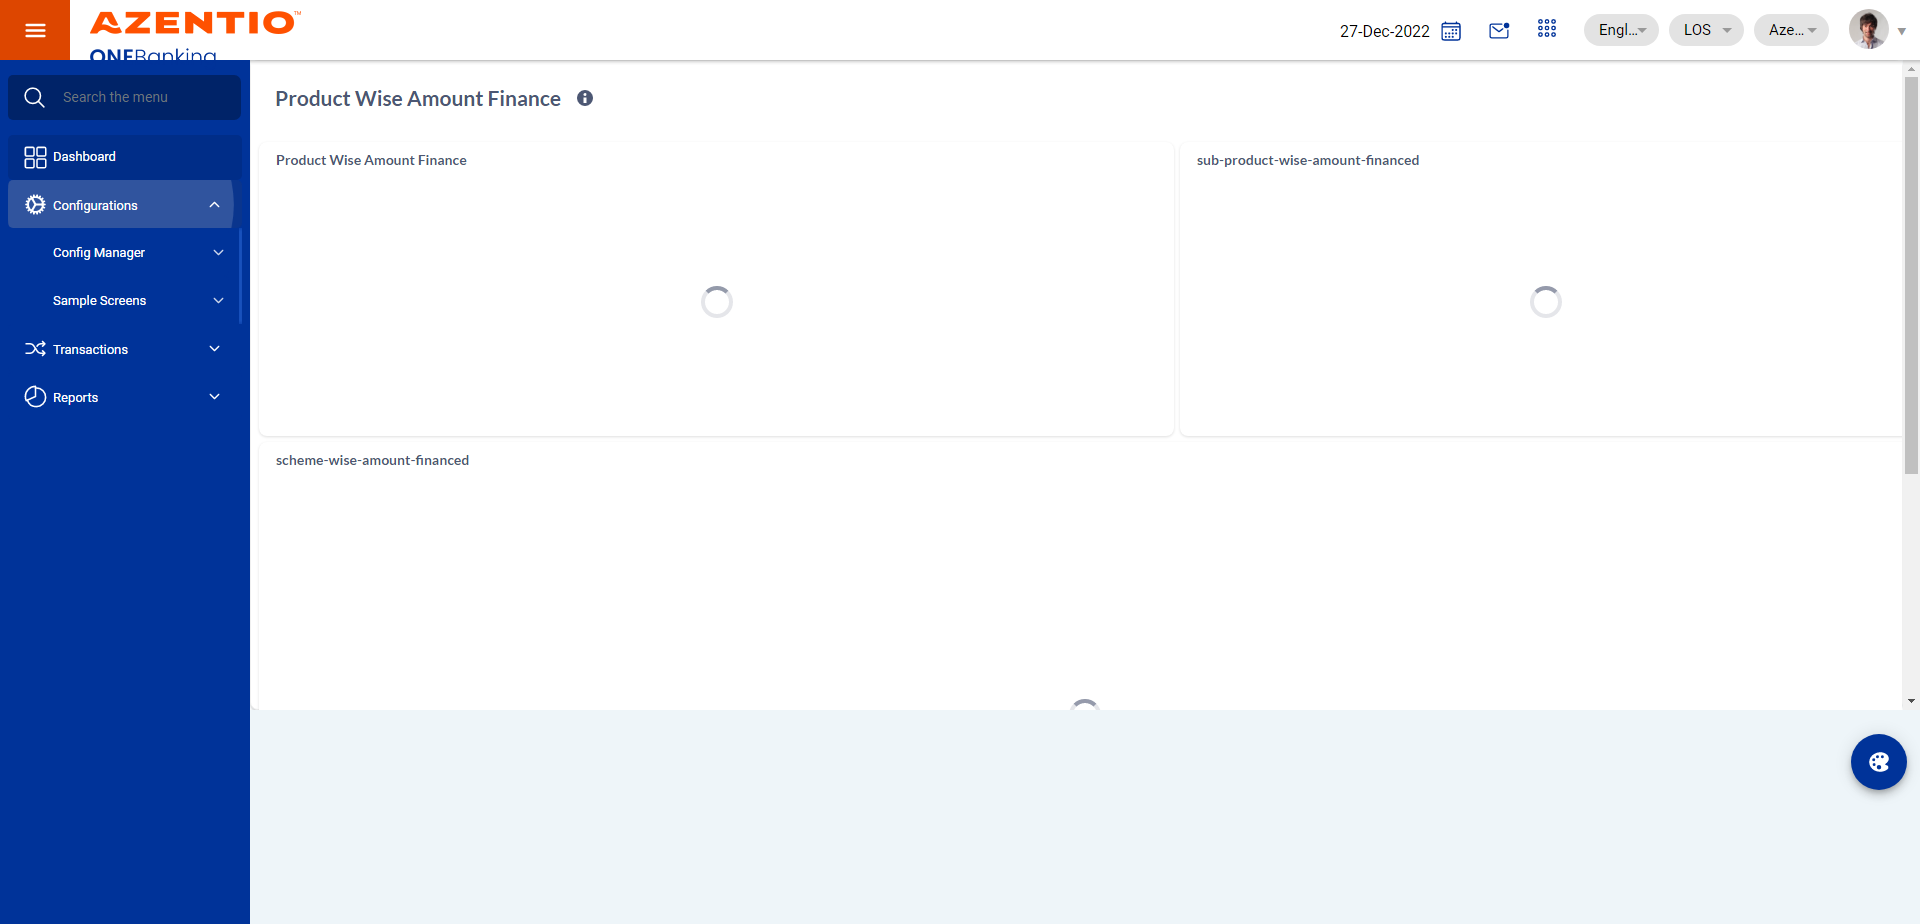 AZENTIO™
ONEBanking
27-Dec-2022
Engl...
LOS
Aze...
Search the menu
Dashboard
Configurations
Config Manager
Sample Screens
Transactions
Reports
Product Wise Amount Finance
Product Wise Amount Finance
sub-product-wise-amount-financed
scheme-wise-amount-financed